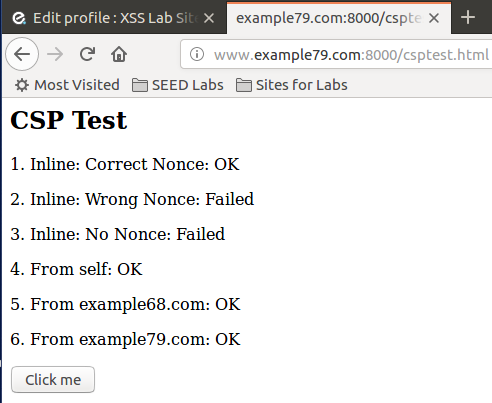 Edit profile : XSS Lab Sit
example79.com:8000/cspte
www.example79.com:8000/csptest.html
Most Visited
SEED Labs
Sites for Labs
CSP Test
1. Inline: Correct Nonce: OK
2. Inline: Wrong Nonce: Failed
3. Inline: No Nonce: Failed
4. From self: OK
5. From example68.com: OK
6. From example79.com: OK
Click me